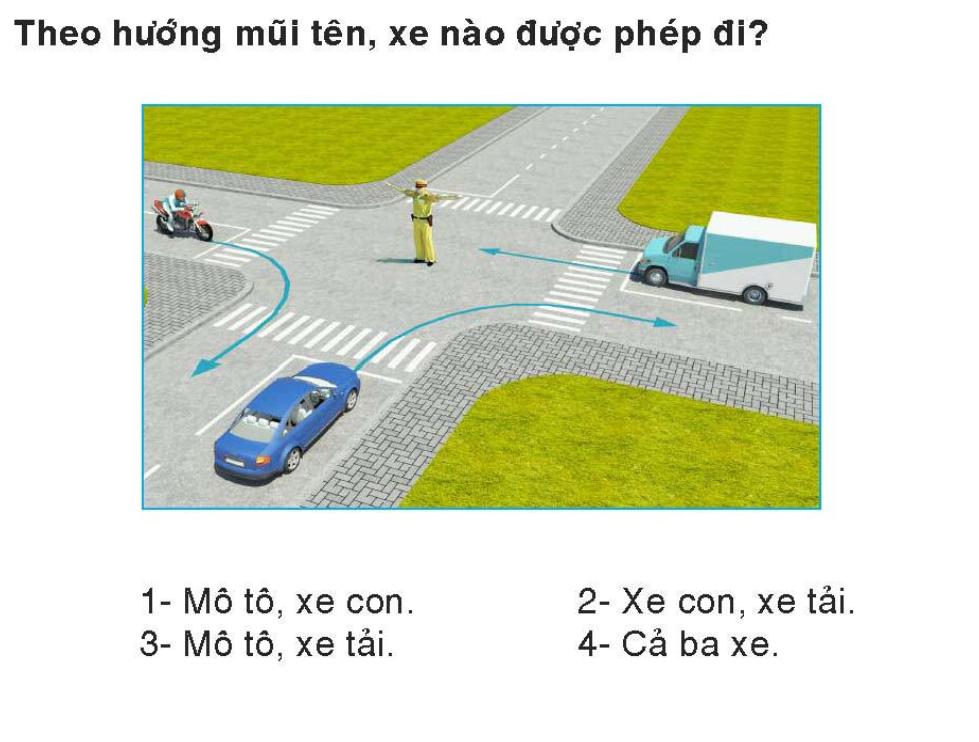 Theo hướng mũi tên, xe nào được phép đi?
1- Mô tô, xe con.
2- Xe con, xe tải.
3- Mô tô, xe tải.
4- Cả ba xe.